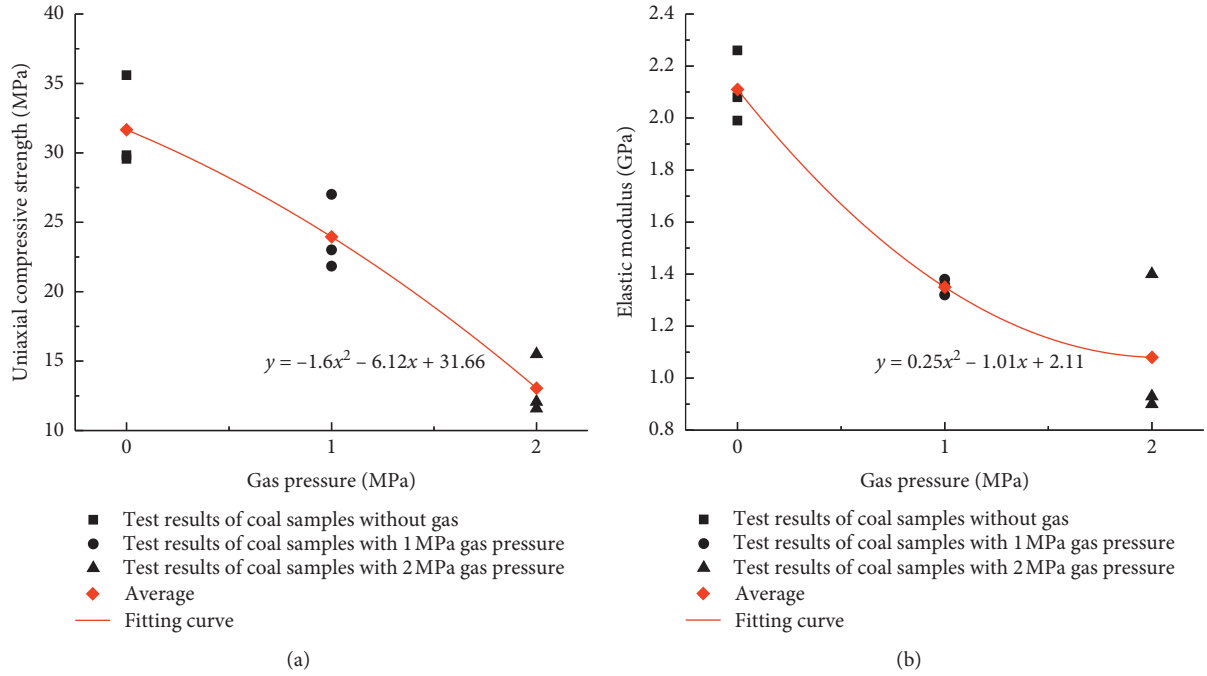 40
35
30
25
20
15
10
Uniaxial compressive strength (MPa)
y = –1.6x² – 6.12x + 31.66
0 1 2
Gas pressure (MPa)
Test results of coal samples without gas
Test results of coal samples with 1 MPa gas pressure
Test results of coal samples with 2 MPa gas pressure
Average
Fitting curve
(a)
2.4
2.2
2.0
1.8
1.6
1.4
1.2
1.0
0.8
Elastic modulus (GPa)
y = 0.25x² – 1.01x + 2.11
0 1 2
Gas pressure (MPa)
Test results of coal samples without gas
Test results of coal samples with 1 MPa gas pressure
Test results of coal samples with 2 MPa gas pressure
Average
Fitting curve
(b)